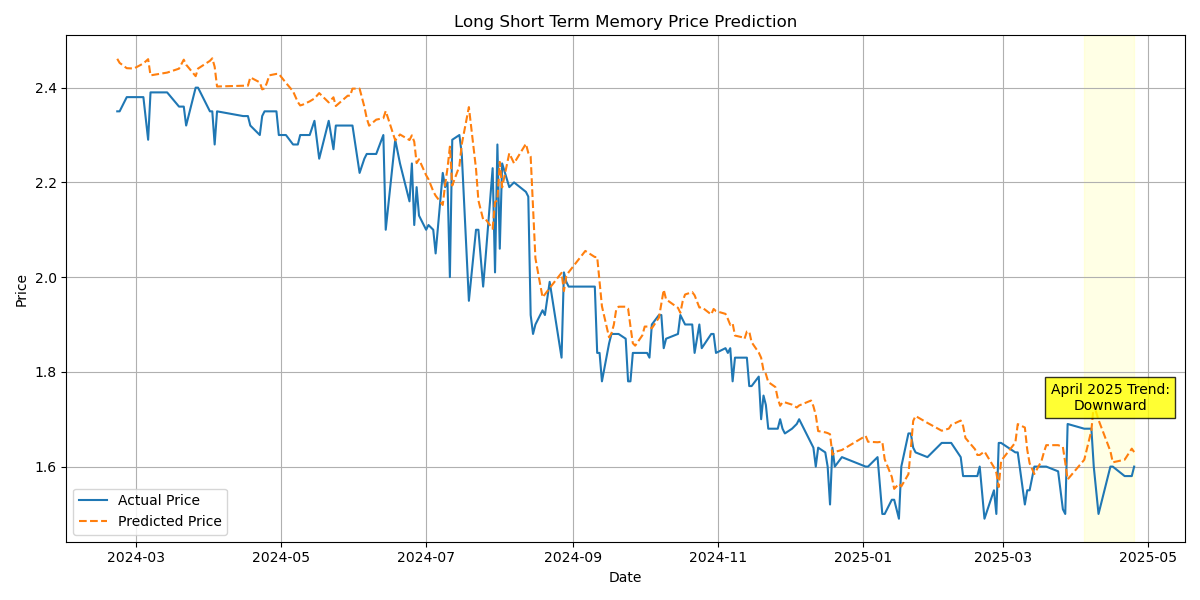 Long Short Term Memory Price Prediction
Price
2.4
2.2
2.0
1.8
1.6
April 2025 Trend:
Downward
Actual Price
Predicted Price
2024-03
2024-05
2024-07
2024-09
2024-11
2025-01
2025-03
2025-05
Date